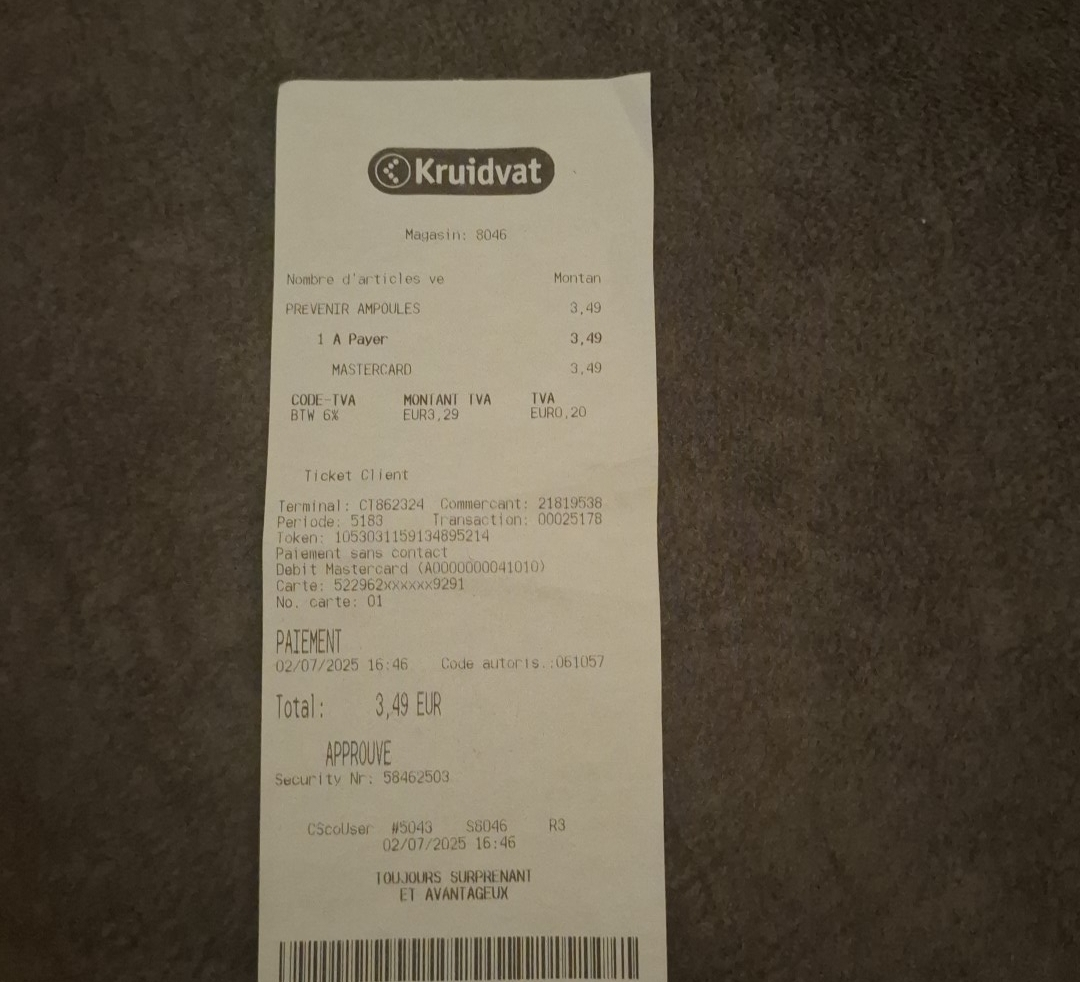 Kruidvat
Magasin: 8046
Nombre d'articles ve Montan
PREVENIR AMPOULES 3,49
1 A Payer 3,49
MASTERCARD 3,49
CODE-TVA MONTANT TVA TVA
BTW 6% EUR3,29 EUR0,20
Ticket Client
Terminal: CT862324 Commercant: 21819538
Periode: 5183 Transaction: 00025178
Token: 1053031159134895214
Paiement sans contact
Debit Mastercard (A0000000041010)
Carte: 522962xxxxxx9291
No. carte: 01
PAIEMENT
02/07/2025 16:46 Code autoris.:061057
Total: 3,49 EUR
APPROUVE
Security Nr: 58462503
CScoUser #5043 S8046 R3
02/07/2025 16:46
TOUJOURS SURPRENANT
ET AVANTAGEUX